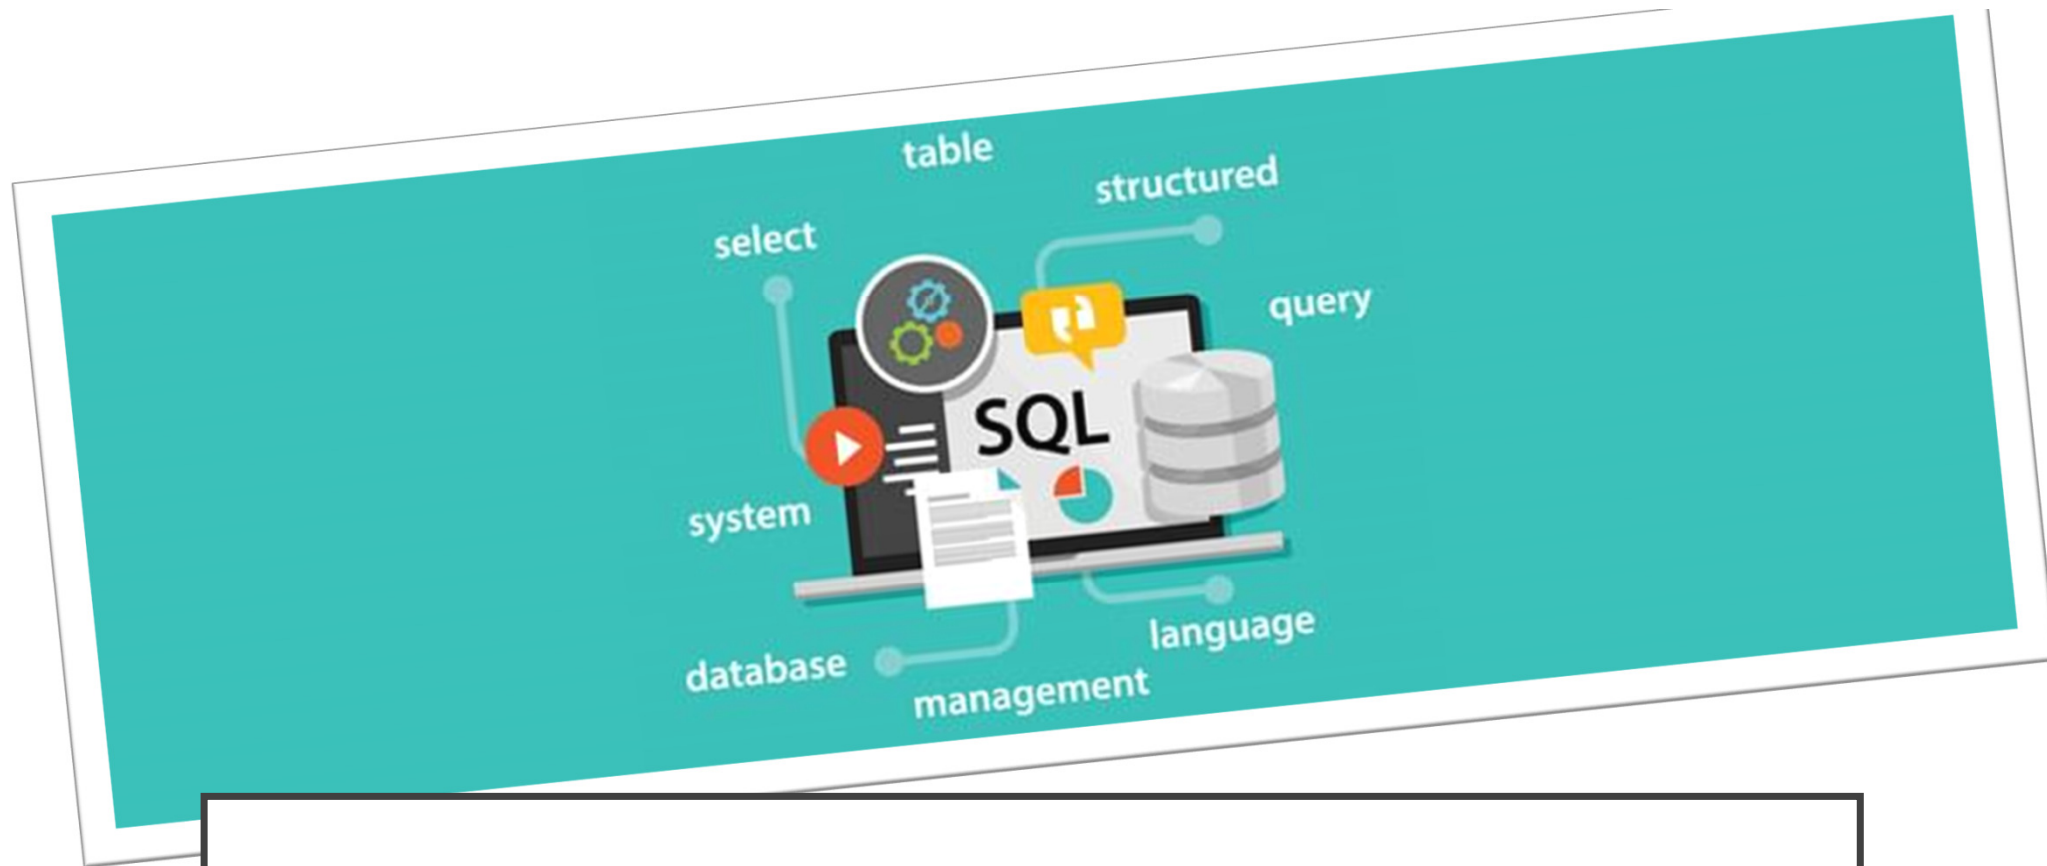 table
structured
select
query
SQL
system
language
database
management